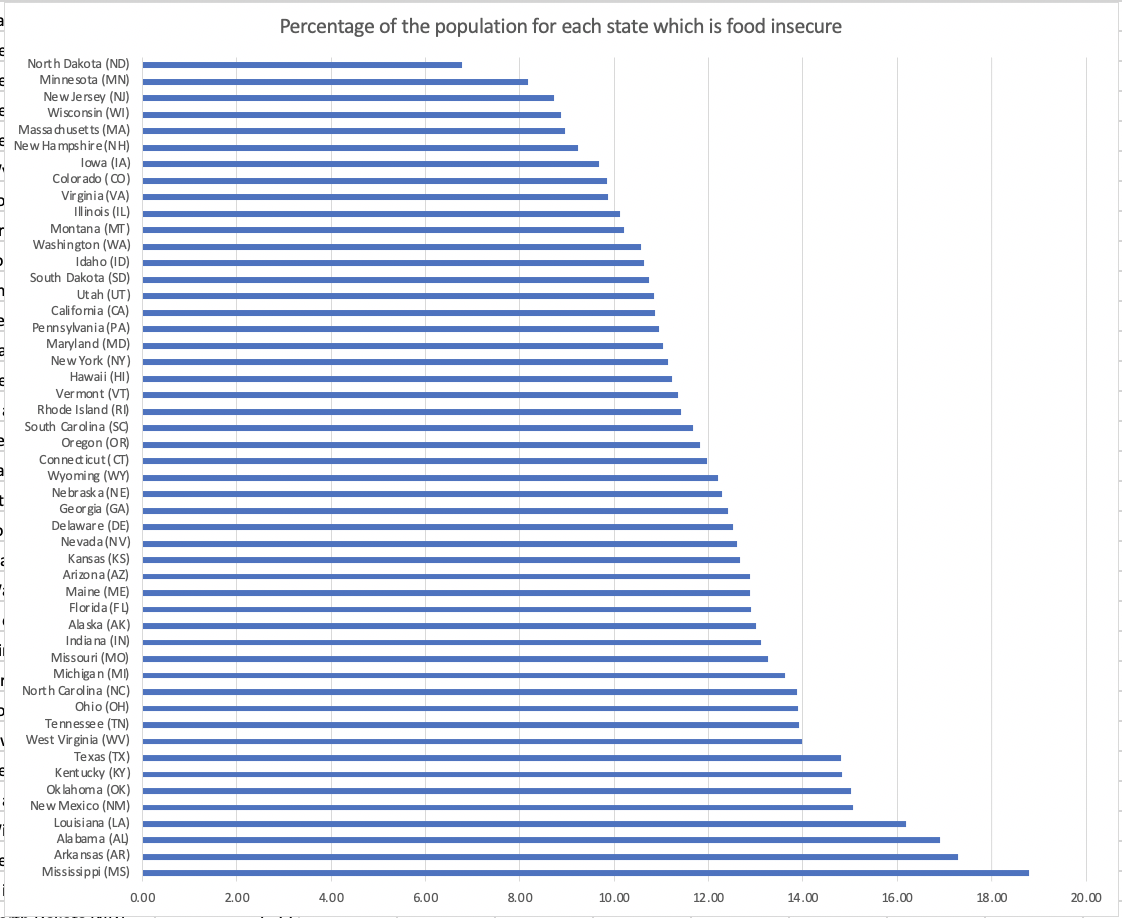 Percentage of the population for each state which is food insecure
North Dakota (ND)
Minnesota (MN)
New Jersey (NJ)
Wisconsin (WI)
Massachusetts (MA)
New Hampshire (NH)
Iowa (IA)
Colorado (CO)
Virginia (VA)
Illinois (IL)
Montana (MT)
Washington (WA)
Idaho (ID)
South Dakota (SD)
Utah (UT)
California (CA)
Pennsylvania (PA)
Maryland (MD)
New York (NY)
Hawaii (HI)
Vermont (VT)
Rhode Island (RI)
South Carolina (SC)
Oregon (OR)
Connecticut (CT)
Wyoming (WY)
Nebraska (NE)
Georgia (GA)
Delaware (DE)
Nevada (NV)
Kansas (KS)
Arizona (AZ)
Maine (ME)
Florida (FL)
Alaska (AK)
Indiana (IN)
Missouri (MO)
Michigan (MI)
North Carolina (NC)
Ohio (OH)
Tennessee (TN)
West Virginia (WV)
Texas (TX)
Kentucky (KY)
Oklahoma (OK)
New Mexico (NM)
Louisiana (LA)
Alabama (AL)
Arkansas (AR)
Mississippi (MS)
0.00 2.00 4.00 6.00 8.00 10.00 12.00 14.00 16.00 18.00 20.00